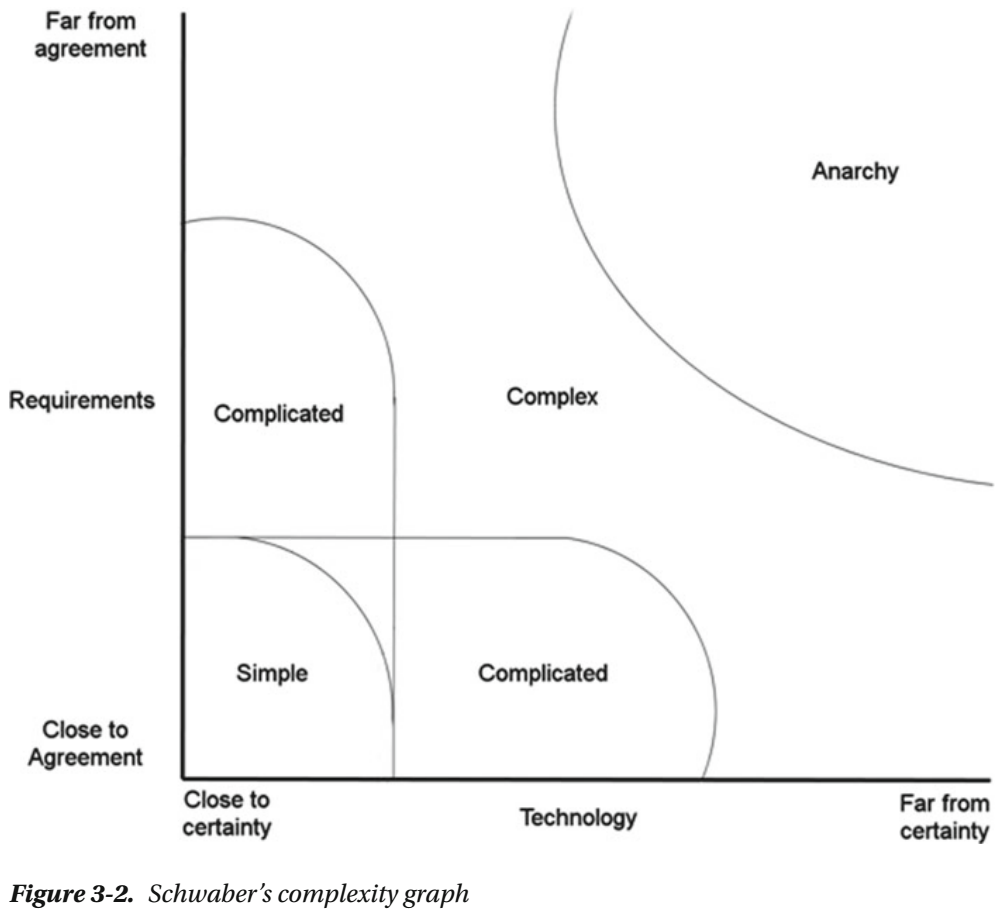 Far from
agreement
Anarchy
Requirements
Complicated
Complex
Simple
Complicated
Close to
Agreement
Close to
certainty
Technology
Far from
certainty
Figure 3-2. Schwaber's complexity graph